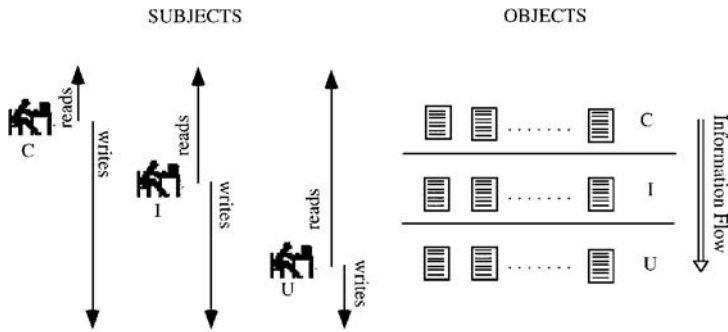 SUBJECTS
OBJECTS
reads
writes
C
reads
writes
I
reads
writes
U
. . . . . . . C
. . . . . . . I
. . . . . . . U
Information Flow